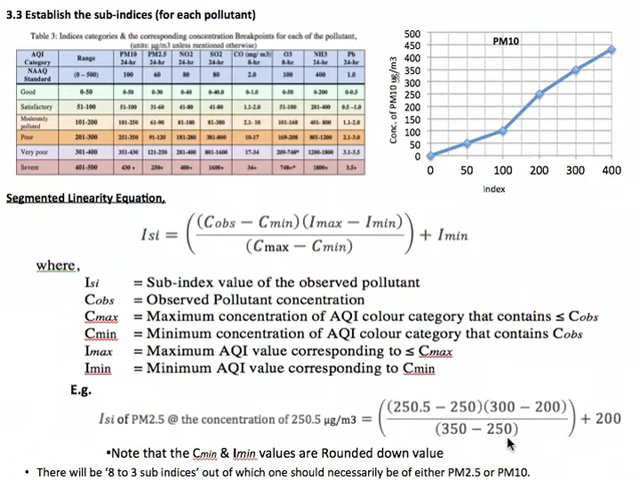 3.3 Establish the sub-indices (for each pollutant)
Table 3: Indices categories & the corresponding concentration Breakpoints for each of the pollutant,
(units: µg/m3 unless mentioned otherwise)
AQI Category Range PM10 24-hr PM2.5 24-hr NO2 24-hr SO2 24-hr CO (mg/m3) 8-hr O3 8-hr NH3 24-hr Pb 24-hr
NAAQ Standard (0-500) 100 60 80 80 2.0 100 400 1.0
Good 0-50 0-50 0-30 0-40 0-40.0 0-1.0 0-50 0-200 0-0.5
Satisfactory 51-100 51-100 31-60 41-80 41-80 1.1-2.0 51-100 201-400 0.5-1.0
Moderately polluted 101-200 101-250 61-90 81-180 81-380 2.1-10 101-168 401-800 1.1-2.0
Poor 201-300 251-350 91-120 181-280 381-800 10-17 169-208 801-1200 2.1-3.0
Very poor 301-400 351-430 121-250 281-400 801-1600 17-34 209-748* 1200-1800 3.1-3.5
Severe 401-500 430+ 250+ 400+ 1600+ 34+ 748+* 1800+ 3.5+
PM10
Conc. of PM10 ug/m3
500
450
400
350
300
250
200
150
100
50
0
0 50 100 200 300 400
Index
Segmented Linearity Equation,
Isi = ( ((Cobs − Cmin)(Imax − Imin)) / (Cmax − Cmin) ) + Imin
where,
Isi = Sub-index value of the observed pollutant
Cobs = Observed Pollutant concentration
Cmax = Maximum concentration of AQI colour category that contains ≤ Cobs
Cmin = Minimum concentration of AQI colour category that contains Cobs
Imax = Maximum AQI value corresponding to ≤ Cmax
Imin = Minimum AQI value corresponding to Cmin
E.g.
Isi of PM2.5 @ the concentration of 250.5 µg/m3 = ( ((250.5 − 250)(300 − 200)) / (350 − 250) ) + 200
•Note that the Cmin & Imin values are Rounded down value
• There will be ‘8 to 3 sub indices’ out of which one should necessarily be of either PM2.5 or PM10.